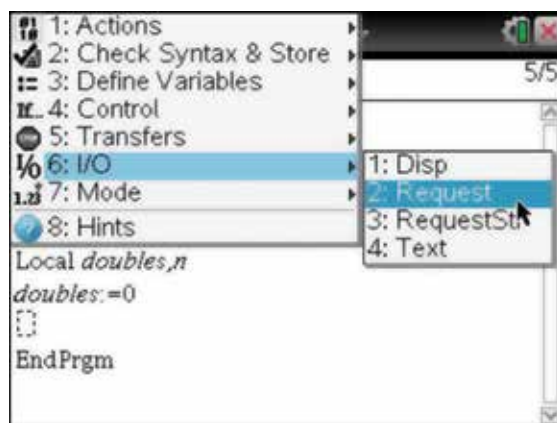 1: Actions
2: Check Syntax & Store
3: Define Variables
4: Control
5: Transfers
6: I/O
7: Mode
8: Hints
5/5
1: Disp
2: Request
3: RequestStr
4: Text
Local doubles,n
doubles:=0
EndPrgm